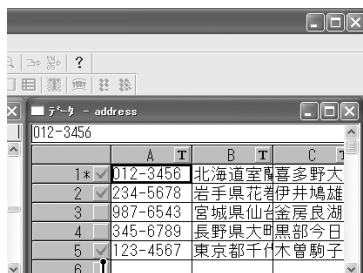 ?
データ - address
012-3456
A T B T C T
1* 012-3456 北海道室蘭 喜多野大
2 234-5678 岩手県花巻 伊井鳩雄
3 987-6543 宮城県仙台 釜房良湖
4 345-6789 長野県大町 黒部今日
5 123-4567 東京都千代 木曽駒子
6